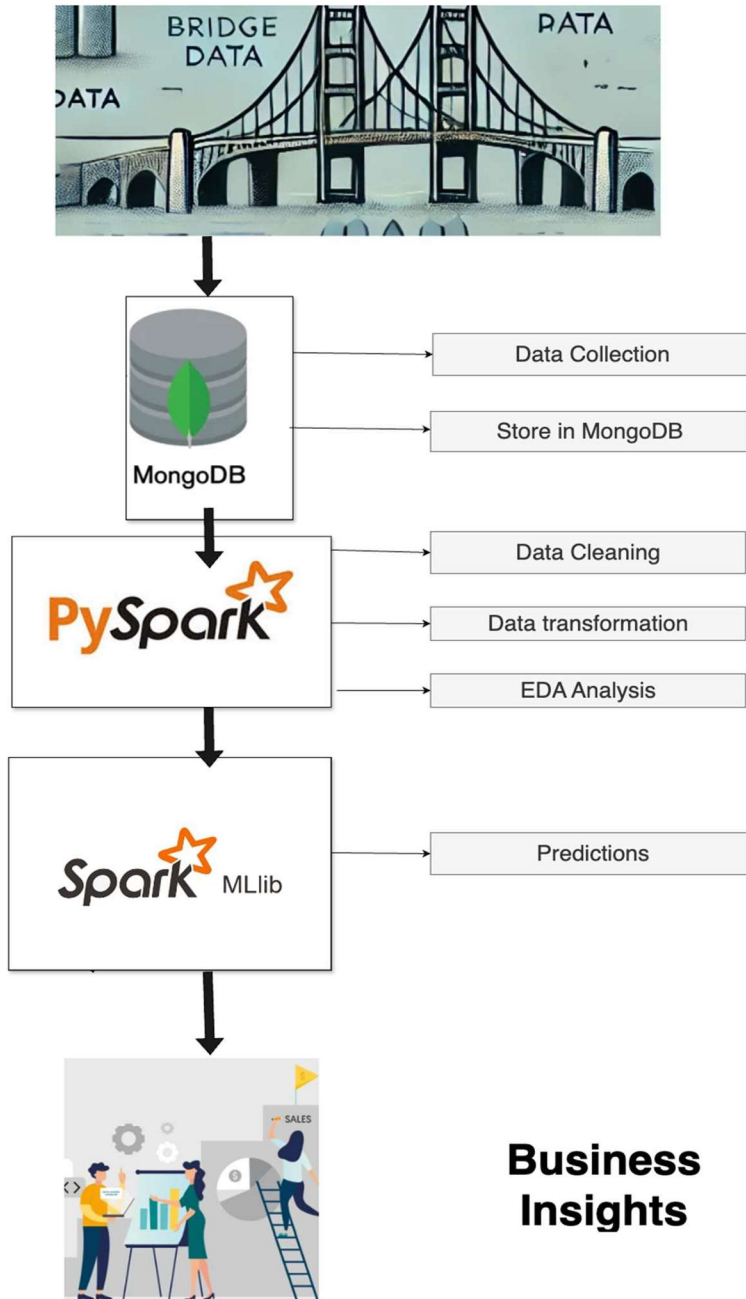 BRIDGE
DATA
DATA
DATA
MongoDB
Data Collection
Store in MongoDB
PySpark
Data Cleaning
Data transformation
EDA Analysis
Spark MLlib
Predictions
SALES
$
$
< >
Business
Insights